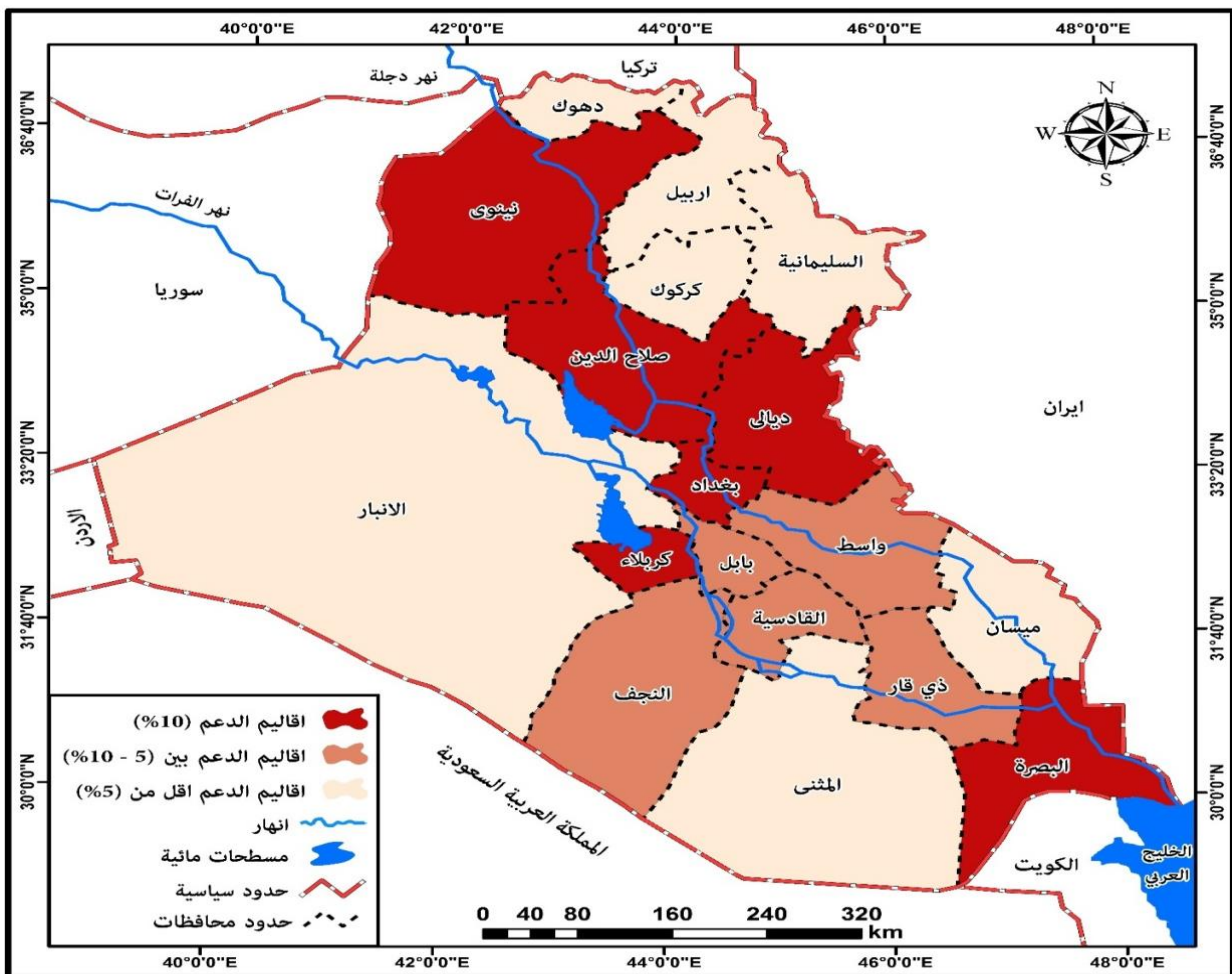 40°0'0"N
42°0'0"N
44°0'0"N
46°0'0"N
48°0'0"N
تركيا
نهر دجلة
دهوك
N
W
E
S
36°40'0"N
36°40'0"N
اربيل
نينوى
نهر الفرات
السليمانية
كركوك
سوريا
35°0'0"N
35°0'0"N
صلاح الدين
ديالى
ايران
33°20'0"N
33°20'0"N
بغداد
الانبار
الاردن
واسط
كربلاء
بابل
القادسية
ميسان
31°40'0"N
31°40'0"N
النجف
ذي قار
البصرة
المثنى
المملكة العربية السعودية
30°0'0"N
30°0'0"N
الكويت
الخليج
العربي
اقاليم الدعم (10%)
اقاليم الدعم بين (5 - 10%)
اقاليم الدعم اقل من (5%)
انهار
مسطحات مائية
حدود سياسية
حدود محافظات
0 40 80 160 240 320
km
40°0'0"N
42°0'0"N
44°0'0"N
46°0'0"N
48°0'0"N